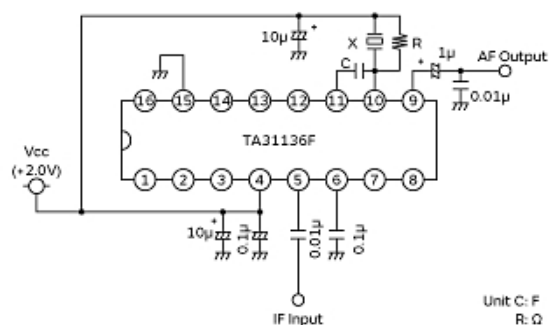 10μ +
X
R
C
+ 1μ
AF Output
0.01μ
16 15 14 13 12 11 10 9
TA31136F
Vcc
(+2.0V)
1 2 3 4 5 6 7 8
10μ +
0.1μ
0.01μ
0.1μ
IF Input
Unit C: F
R: Ω